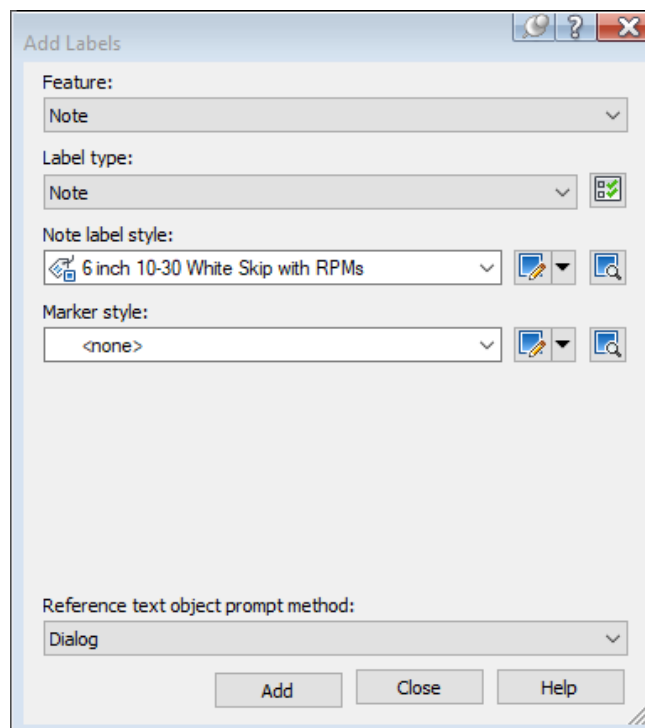 Add Labels
Feature:
Note
Label type:
Note
Note label style:
6 inch 10-30 White Skip with RPMs
Marker style:
<none>
Reference text object prompt method:
Dialog
Add
Close
Help